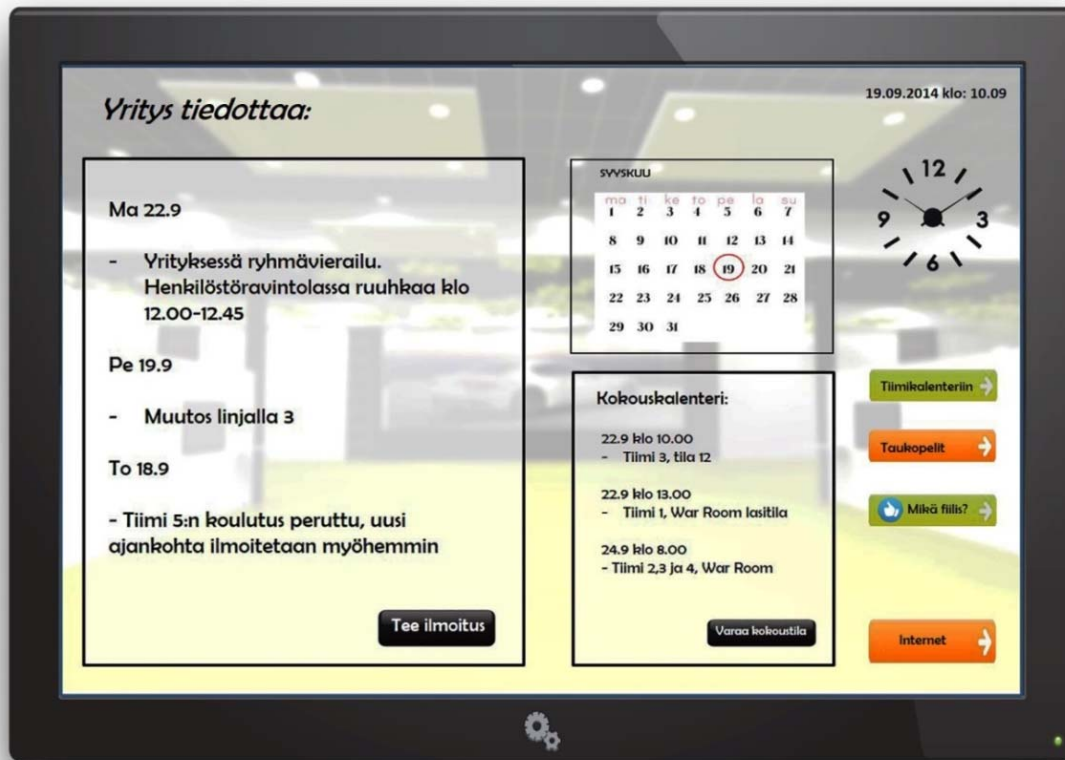 Yritys tiedottaa:
19.09.2014 klo: 10.09
Ma 22.9
- Yrityksessä ryhmävierailu.
Henkilöstöravintolassa ruuhkaa klo
12.00-12.45
Pe 19.9
- Muutos linjalla 3
To 18.9
- Tiimi 5:n koulutus peruttu, uusi
ajankohta ilmoitetaan myöhemmin
Tee ilmoitus
SYYSKUU
ma ti ke to pe la su
1 2 3 4 5 6 7
8 9 10 11 12 13 14
15 16 17 18 19 20 21
22 23 24 25 26 27 28
29 30 31
Kokouskalenteri:
22.9 klo 10.00
- Tiimi 3, tila 12
22.9 klo 13.00
- Tiimi 1, War Room lasitila
24.9 klo 8.00
- Tiimi 2,3 ja 4, War Room
Varaa kokoustila
12
9 3
6
Tiimikalenteriin
Taukopelit
Mikä fiilis?
Internet